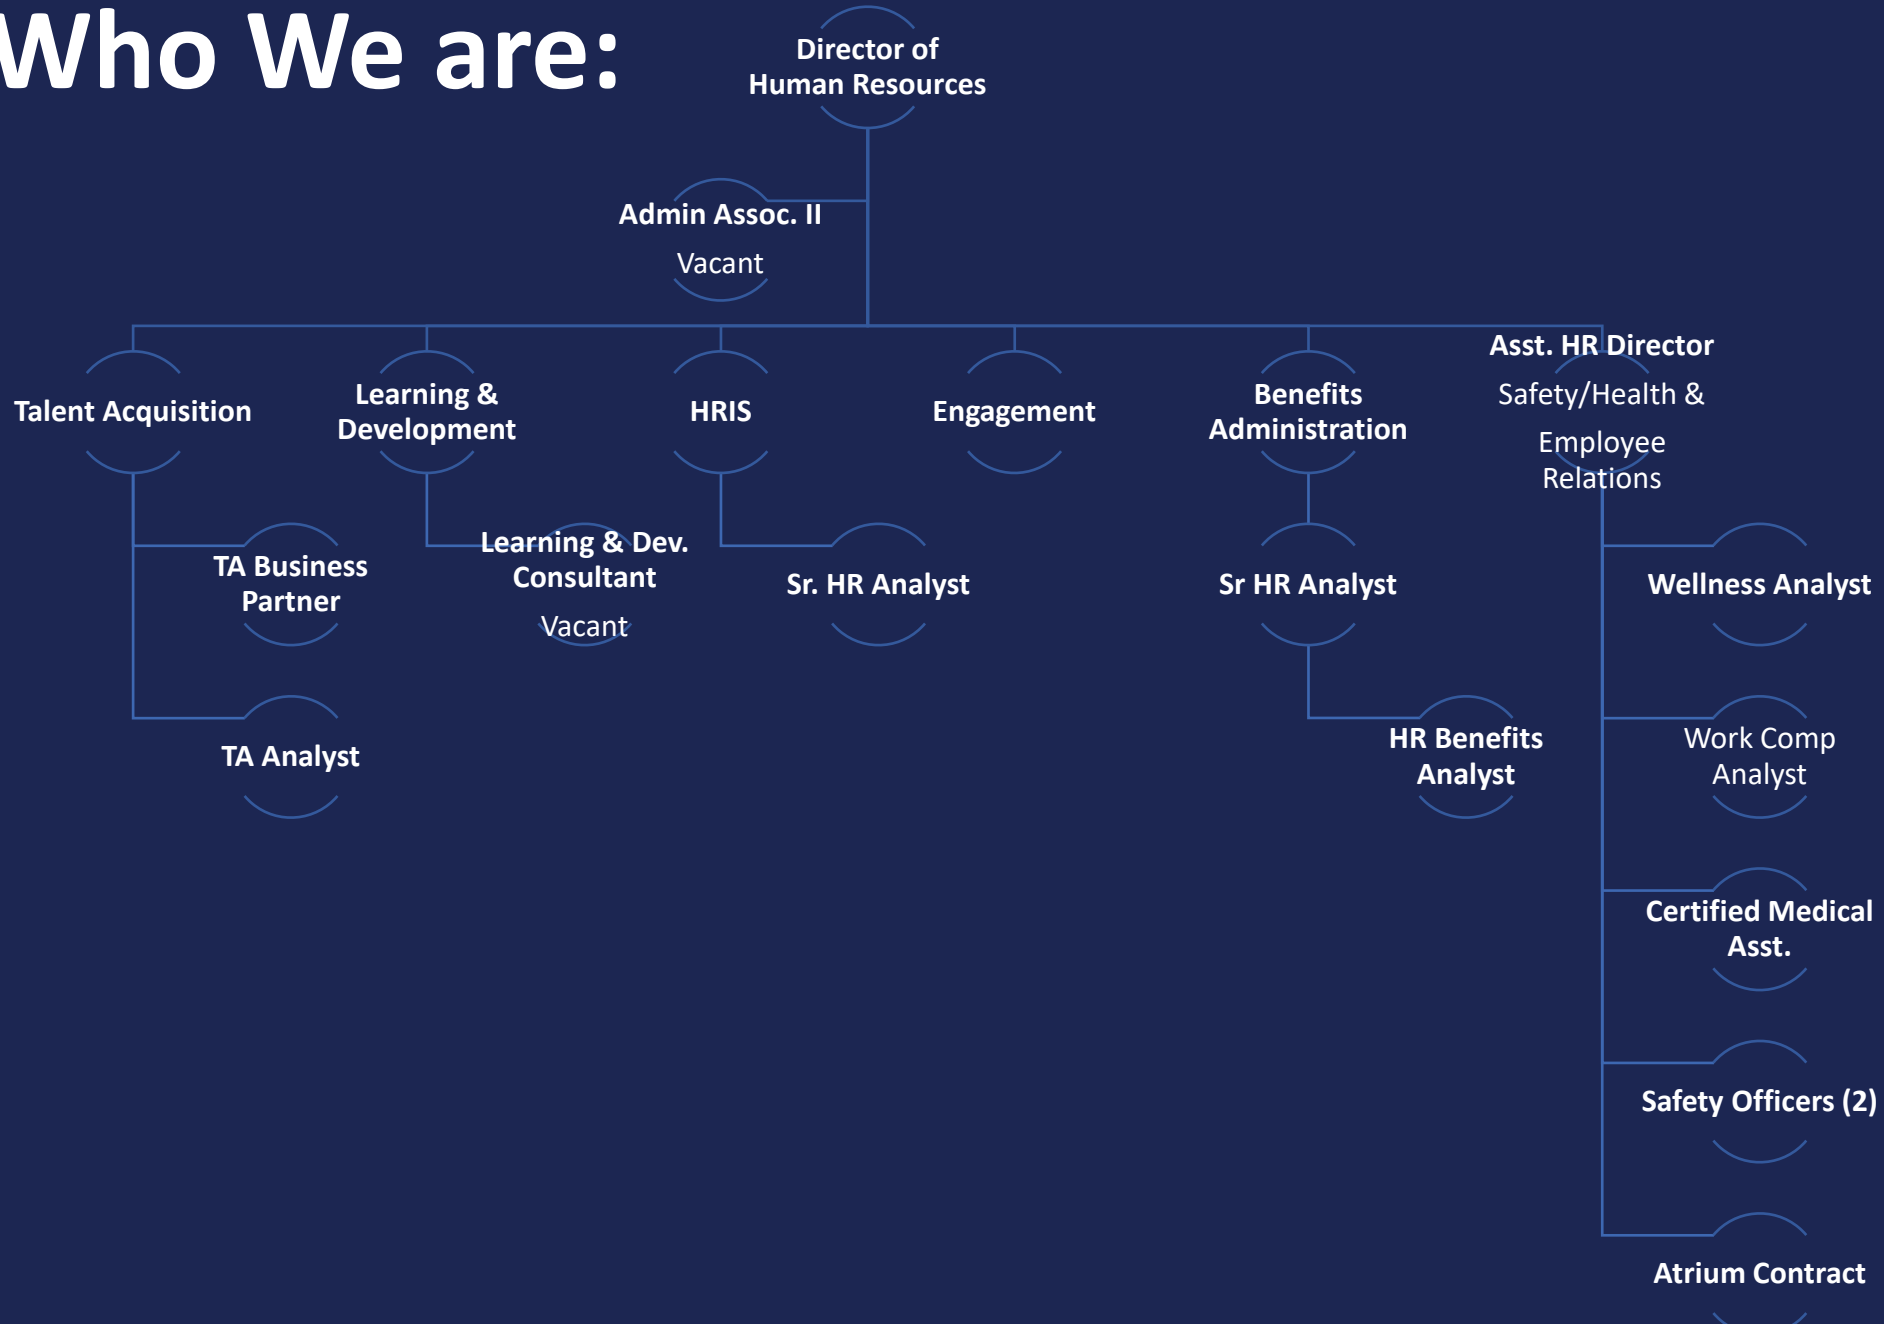 Who We are:
Director of
Human Resources
Admin Assoc. II
Vacant
Talent Acquisition
Learning &
Development
HRIS
Engagement
Benefits
Administration
Asst. HR Director
Safety/Health &
Employee
Relations
TA Business
Partner
Learning & Dev.
Consultant
Vacant
Sr. HR Analyst
Sr HR Analyst
Wellness Analyst
TA Analyst
HR Benefits
Analyst
Work Comp
Analyst
Certified Medical
Asst.
Safety Officers (2)
Atrium Contract